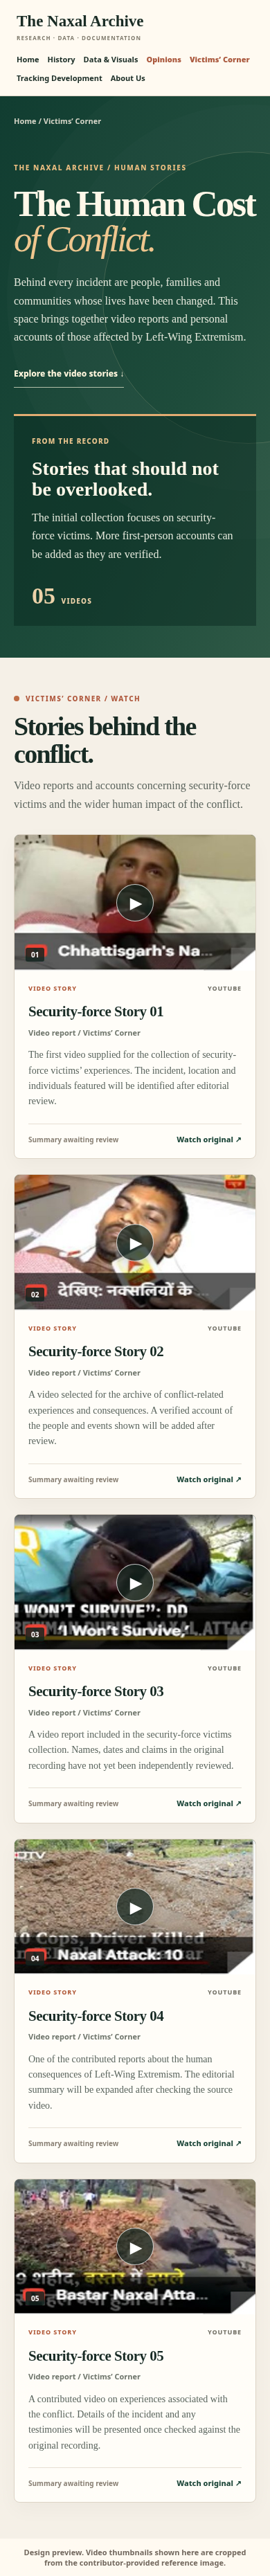 The Naxal Archive
RESEARCH · DATA · DOCUMENTATION
Home History Data & Visuals Opinions Victims’ Corner
Tracking Development About Us
Home / Victims’ Corner
THE NAXAL ARCHIVE / HUMAN STORIES
The Human Cost
of Conflict.
Behind every incident are people, families and
communities whose lives have been changed. This
space brings together video reports and personal
accounts of those affected by Left-Wing Extremism.
Explore the video stories ↓
FROM THE RECORD
Stories that should not
be overlooked.
The initial collection focuses on security-
force victims. More first-person accounts can
be added as they are verified.
05 VIDEOS
VICTIMS’ CORNER / WATCH
Stories behind the
conflict.
Video reports and accounts concerning security-force
victims and the wider human impact of the conflict.
01 Chhattisgarh's Na...
VIDEO STORY YOUTUBE
Security-force Story 01
Video report / Victims’ Corner
The first video supplied for the collection of security-
force victims’ experiences. The incident, location and
individuals featured will be identified after editorial
review.
Summary awaiting review Watch original ↗
02 देखिए: नक्सलियों के
VIDEO STORY YOUTUBE
Security-force Story 02
Video report / Victims’ Corner
A video selected for the archive of conflict-related
experiences and consequences. A verified account of
the people and events shown will be added after
review.
Summary awaiting review Watch original ↗
I WON'T SURVIVE": DD
03 'I Won't Survive,'
VIDEO STORY YOUTUBE
Security-force Story 03
Video report / Victims’ Corner
A video report included in the security-force victims
collection. Names, dates and claims in the original
recording have not yet been independently reviewed.
Summary awaiting review Watch original ↗
10 Cops, Driver Killed
04 Naxal Attack: 10
VIDEO STORY YOUTUBE
Security-force Story 04
Video report / Victims’ Corner
One of the contributed reports about the human
consequences of Left-Wing Extremism. The editorial
summary will be expanded after checking the source
video.
Summary awaiting review Watch original ↗
9 शहीद, बस्तर में हमले
05 Bastar Naxal Atta...
VIDEO STORY YOUTUBE
Security-force Story 05
Video report / Victims’ Corner
A contributed video on experiences associated with
the conflict. Details of the incident and any
testimonies will be presented once checked against the
original recording.
Summary awaiting review Watch original ↗
Design preview. Video thumbnails shown here are cropped
from the contributor-provided reference image.